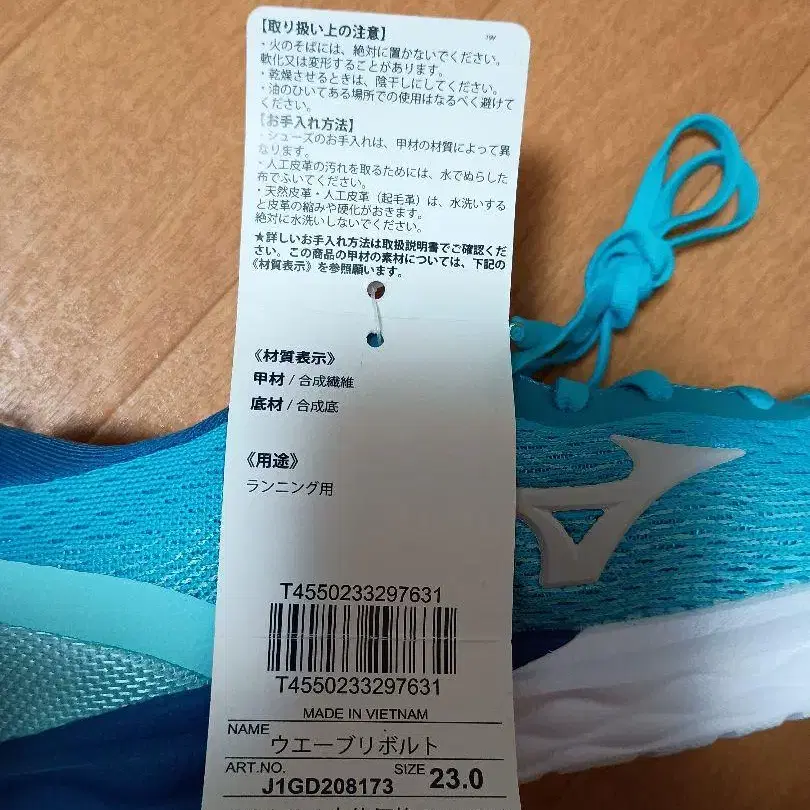 【取り扱い上の注意】
・火のそばには、絶対に置かないでください。
軟化又は変形することがあります。
・乾燥させるときは、陰干しにしてください。
・油のひいてある場所での使用はなるべく避けて
ください。
【お手入れ方法】
・シューズのお手入れは、甲材の材質によって異
なります。
・人工皮革の汚れを取るためには、水でぬらした
布でふいてください。
・天然皮革・人工皮革（起毛革）は、水洗いする
と皮革の縮みや硬化がおきます。
絶対に水洗いしないでください。
★詳しいお手入れ方法は取扱説明書でご確認くだ
さい。この商品の甲材の素材については、下記の
《材質表示》を参照願います。
《材質表示》
甲材 / 合成繊維
底材 / 合成底
《用途》
ランニング用
T4550233297631
T4550233297631
MADE IN VIETNAM
NAME
ウエーブリボルト
ART.NO. SIZE
J1GD208173 23.0